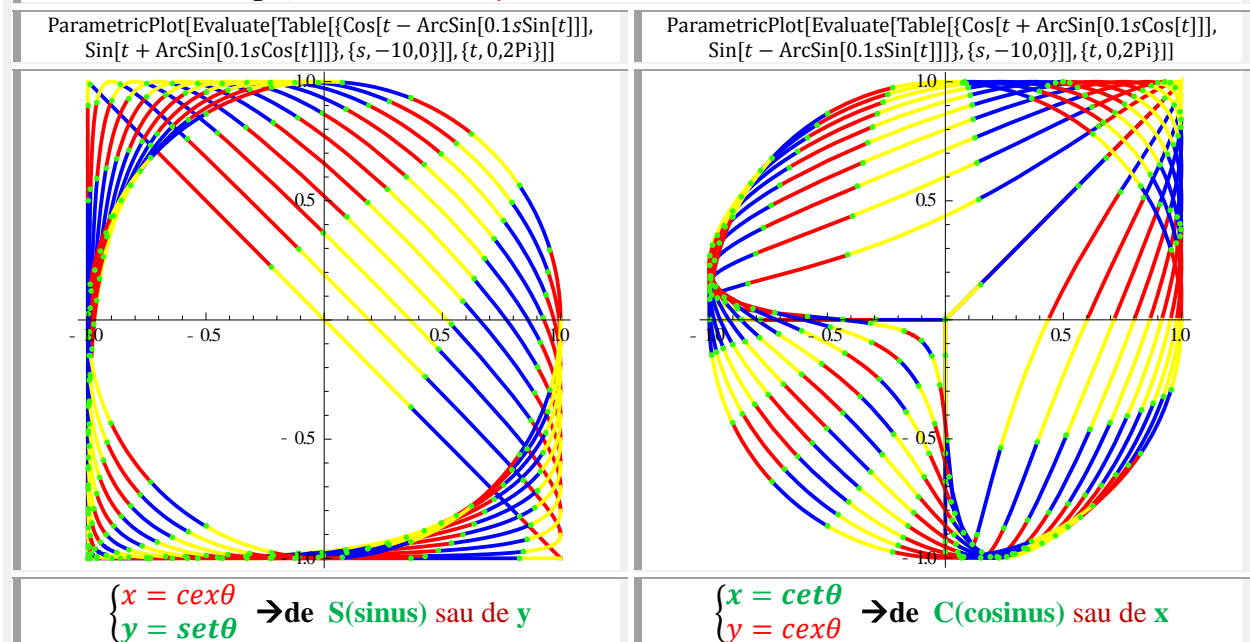 ParametricPlot[Evaluate[Table[{Cos[t − ArcSin[0.1sSin[t]]],
Sin[t + ArcSin[0.1sCos[t]]]}, {s, −10,0}]], {t, 0,2Pi}]]
ParametricPlot[Evaluate[Table[{Cos[t + ArcSin[0.1sCos[t]]],
Sin[t − ArcSin[0.1sSin[t]]]}, {s, −10,0}]], {t, 0,2Pi}]]
1.0
0.5
- 1.0
- 0.5
0.5
1.0
- 0.5
- 1.0
1.0
0.5
- 1.0
- 0.5
0.5
1.0
- 0.5
- 1.0
{x = cexθ
y = setθ
→de S(sinus) sau de y
{x = cetθ
y = cexθ
→de C(cosinus) sau de x